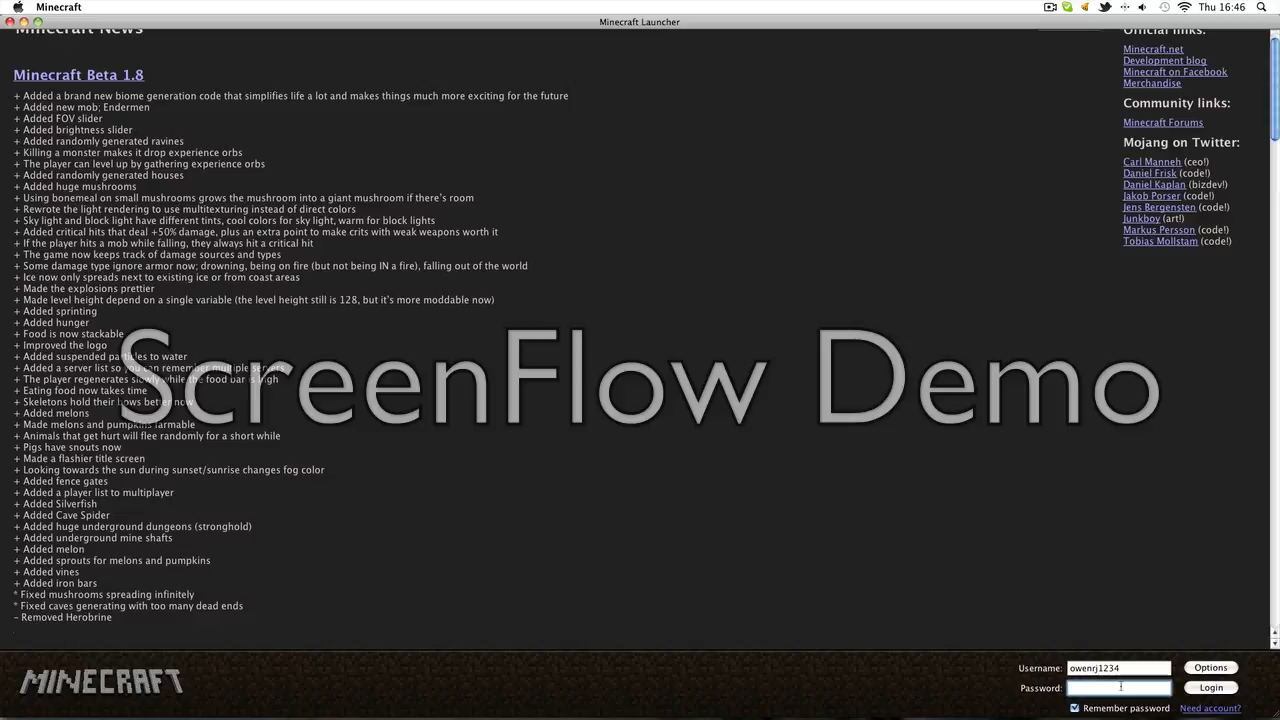 Minecraft
Thu 16:46
Minecraft Launcher
Minecraft News
Minecraft Beta 1.8
+ Added a brand new biome generation code that simplifies life a lot and makes things much more exciting for the future
+ Added new mob; Endermen
+ Added FOV slider
+ Added brightness slider
+ Added randomly generated ravines
+ Killing a monster makes it drop experience orbs
+ The player can level up by gathering experience orbs
+ Added randomly generated houses
+ Added huge mushrooms
+ Using bonemeal on small mushrooms grows the mushroom into a giant mushroom if there's room
+ Rewrote the light rendering to use multitexturing instead of direct colors
+ Sky light and block light have different tints, cool colors for sky light, warm for block lights
+ Added critical hits that deal +50% damage, plus an extra point to make crits with weak weapons worth it
+ If the player hits a mob while falling, they always hit a critical hit
+ The game now keeps track of damage sources and types
+ Some damage type ignore armor now; drowning, being on fire (but not being IN a fire), falling out of the world
+ Ice now only spreads next to existing ice or from coast areas
+ Made the explosions prettier
+ Made level height depend on a single variable (the level height still is 128, but it's more moddable now)
+ Added sprinting
+ Added hunger
+ Food is now stackable
+ Improved the logo
+ Added suspended particles to water
+ Added a server list so you can remember multiple servers
+ The player regenerates slowly while the food bar is high
+ Eating food now takes time
+ Skeletons hold their bows better now
+ Added melons
+ Made melons and pumpkins farmable
+ Animals that get hurt will flee randomly for a short while
+ Pigs have snouts now
+ Made a flashier title screen
+ Looking towards the sun during sunset/sunrise changes fog color
+ Added fence gates
+ Added a player list to multiplayer
+ Added Silverfish
+ Added Cave Spider
+ Added huge underground dungeons (stronghold)
+ Added underground mine shafts
+ Added melon
+ Added sprouts for melons and pumpkins
+ Added vines
+ Added iron bars
* Fixed mushrooms spreading infinitely
* Fixed caves generating with too many dead ends
- Removed Herobrine
Official links:
Minecraft.net
Development blog
Minecraft on Facebook
Merchandise
Community links:
Minecraft Forums
Mojang on Twitter:
Carl Manneh (ceo!)
Daniel Frisk (code!)
Daniel Kaplan (bizdev!)
Jakob Porser (code!)
Jens Bergensten (code!)
Junkboy (art!)
Markus Persson (code!)
Tobias Mollstam (code!)
ScreenFlow Demo
MINECRAFT
Username: owenrj1234 Options
Password: Login
Remember password Need account?